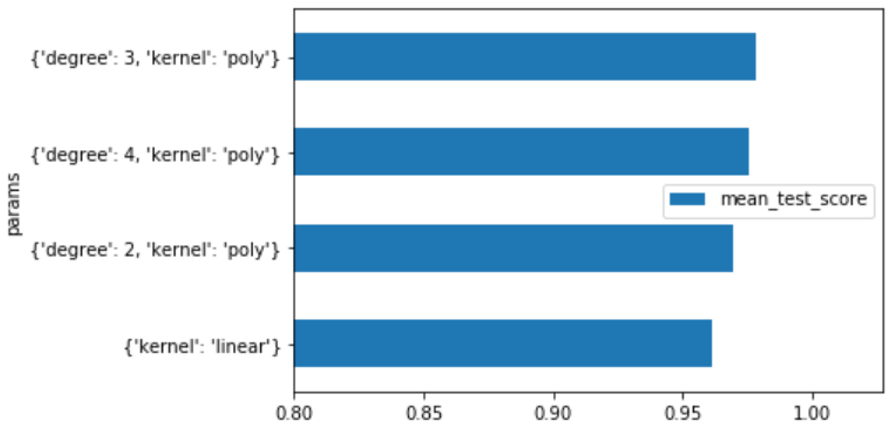 params
{'degree': 3, 'kernel': 'poly'}
{'degree': 4, 'kernel': 'poly'}
mean_test_score
{'degree': 2, 'kernel': 'poly'}
{'kernel': 'linear'}
0.80 0.85 0.90 0.95 1.00